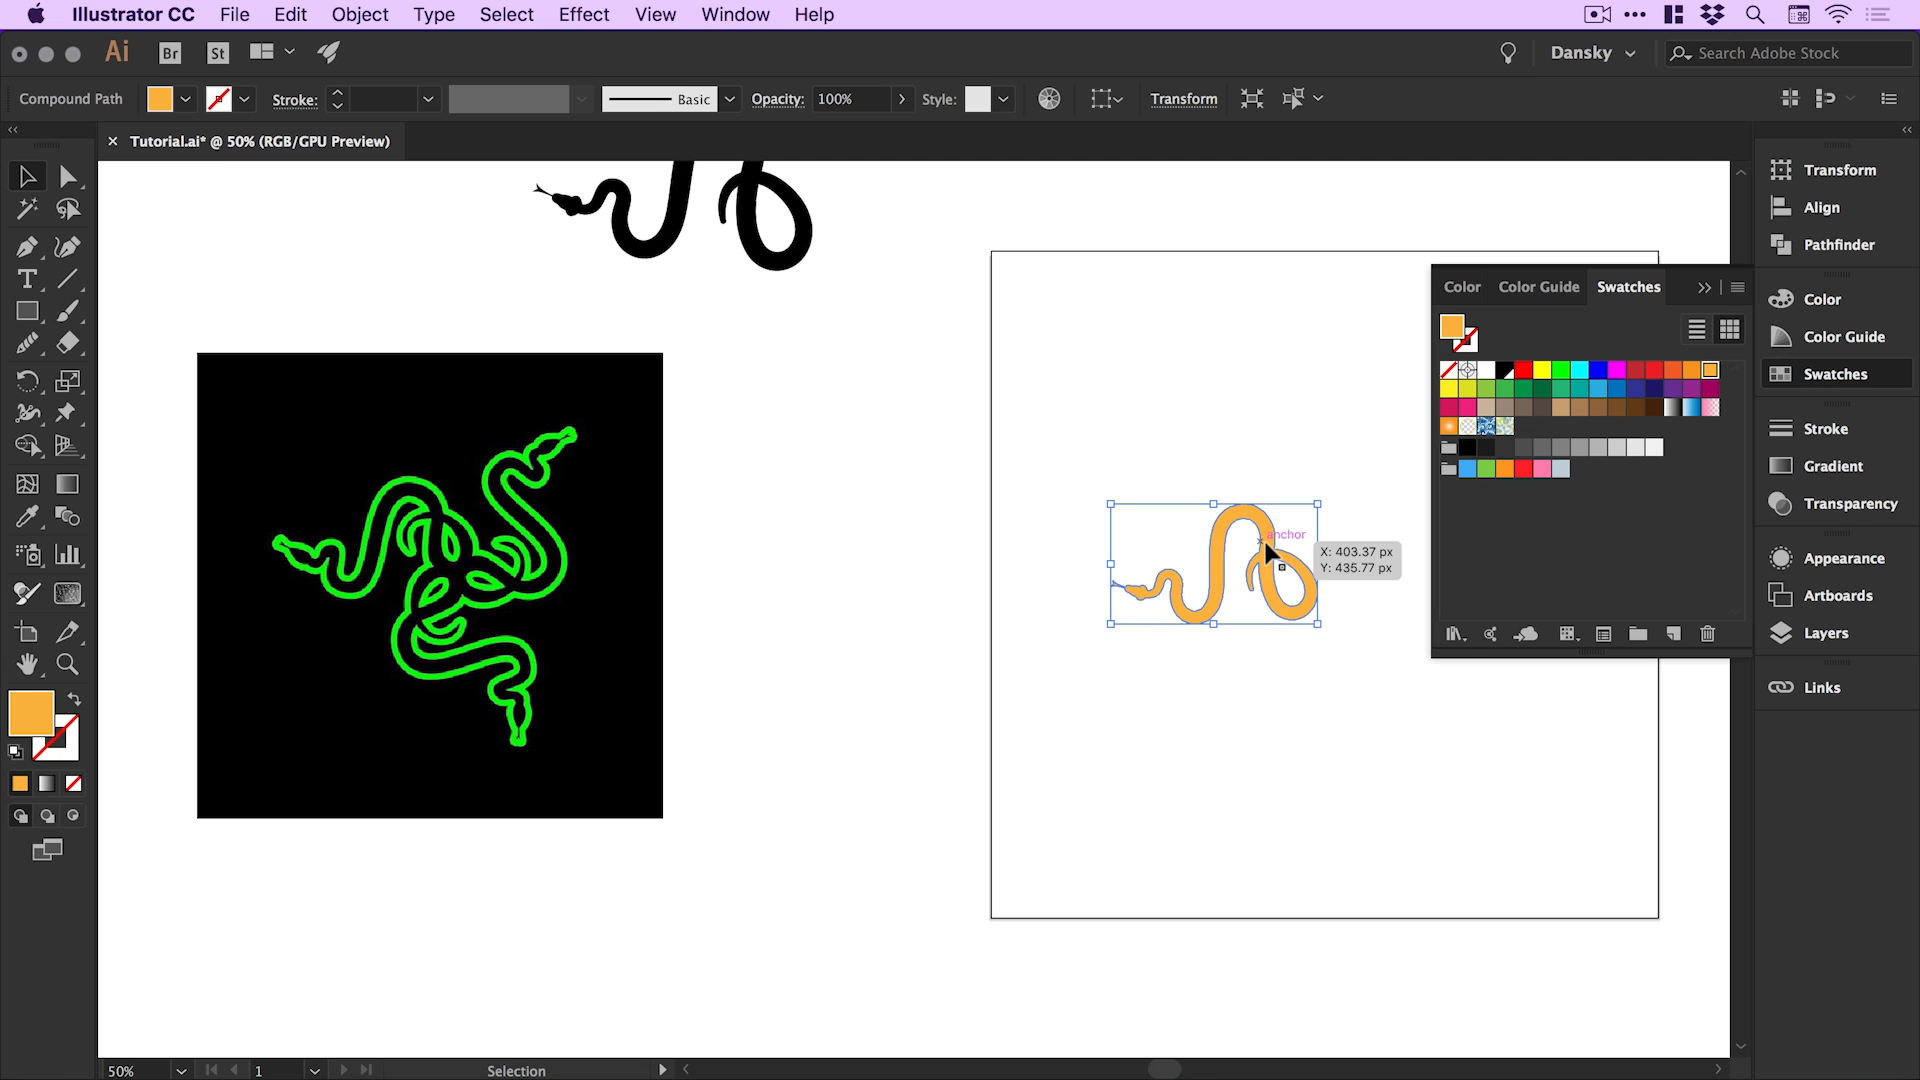 Illustrator CC File Edit Object Type Select Effect View Window Help
Ai Br St Dansky Search Adobe Stock
Compound Path Stroke: Basic Opacity: 100% Style: Transform
Tutorial.ai* @ 50% (RGB/GPU Preview)
Transform
Align
Pathfinder
Color Color Guide Swatches
Color
Color Guide
Swatches
Stroke
Gradient
Transparency
anchor
X: 403.37 px
Y: 435.77 px
Appearance
Artboards
Layers
Links
50% 1 Selection